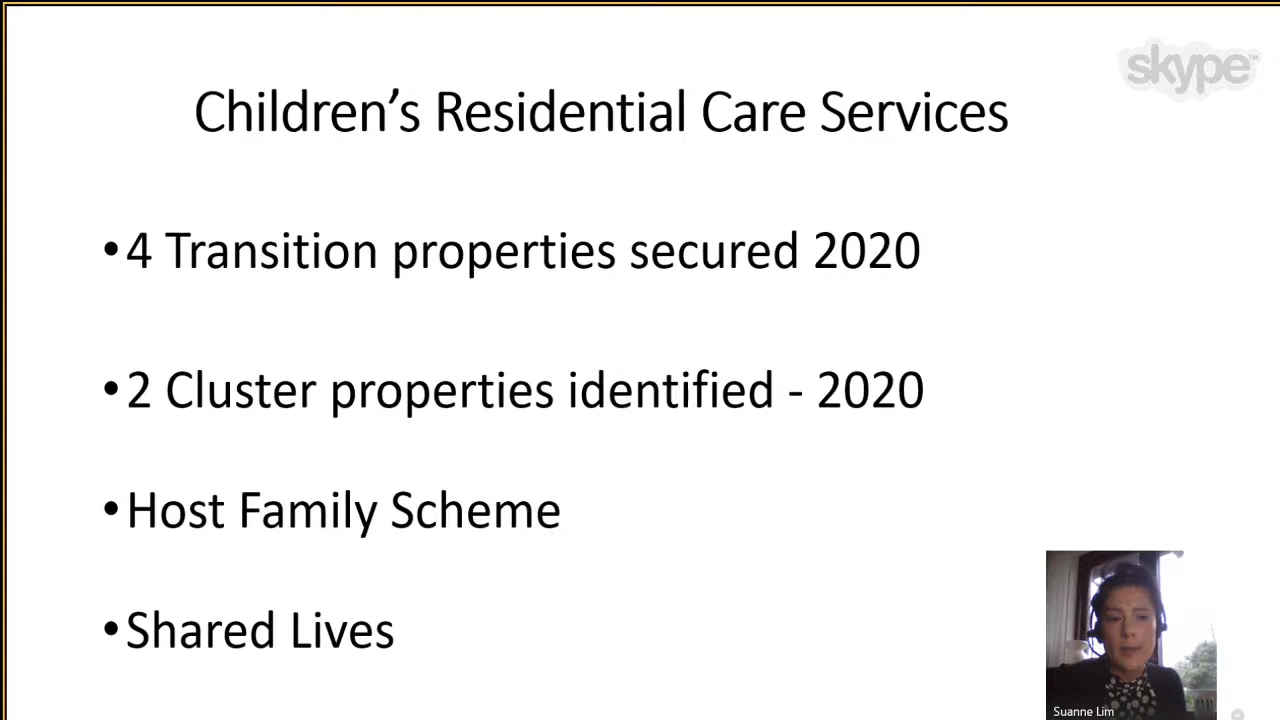 skype™
Children's Residential Care Services
•4 Transition properties secured 2020
•2 Cluster properties identified - 2020
•Host Family Scheme
•Shared Lives
Suanne Lim